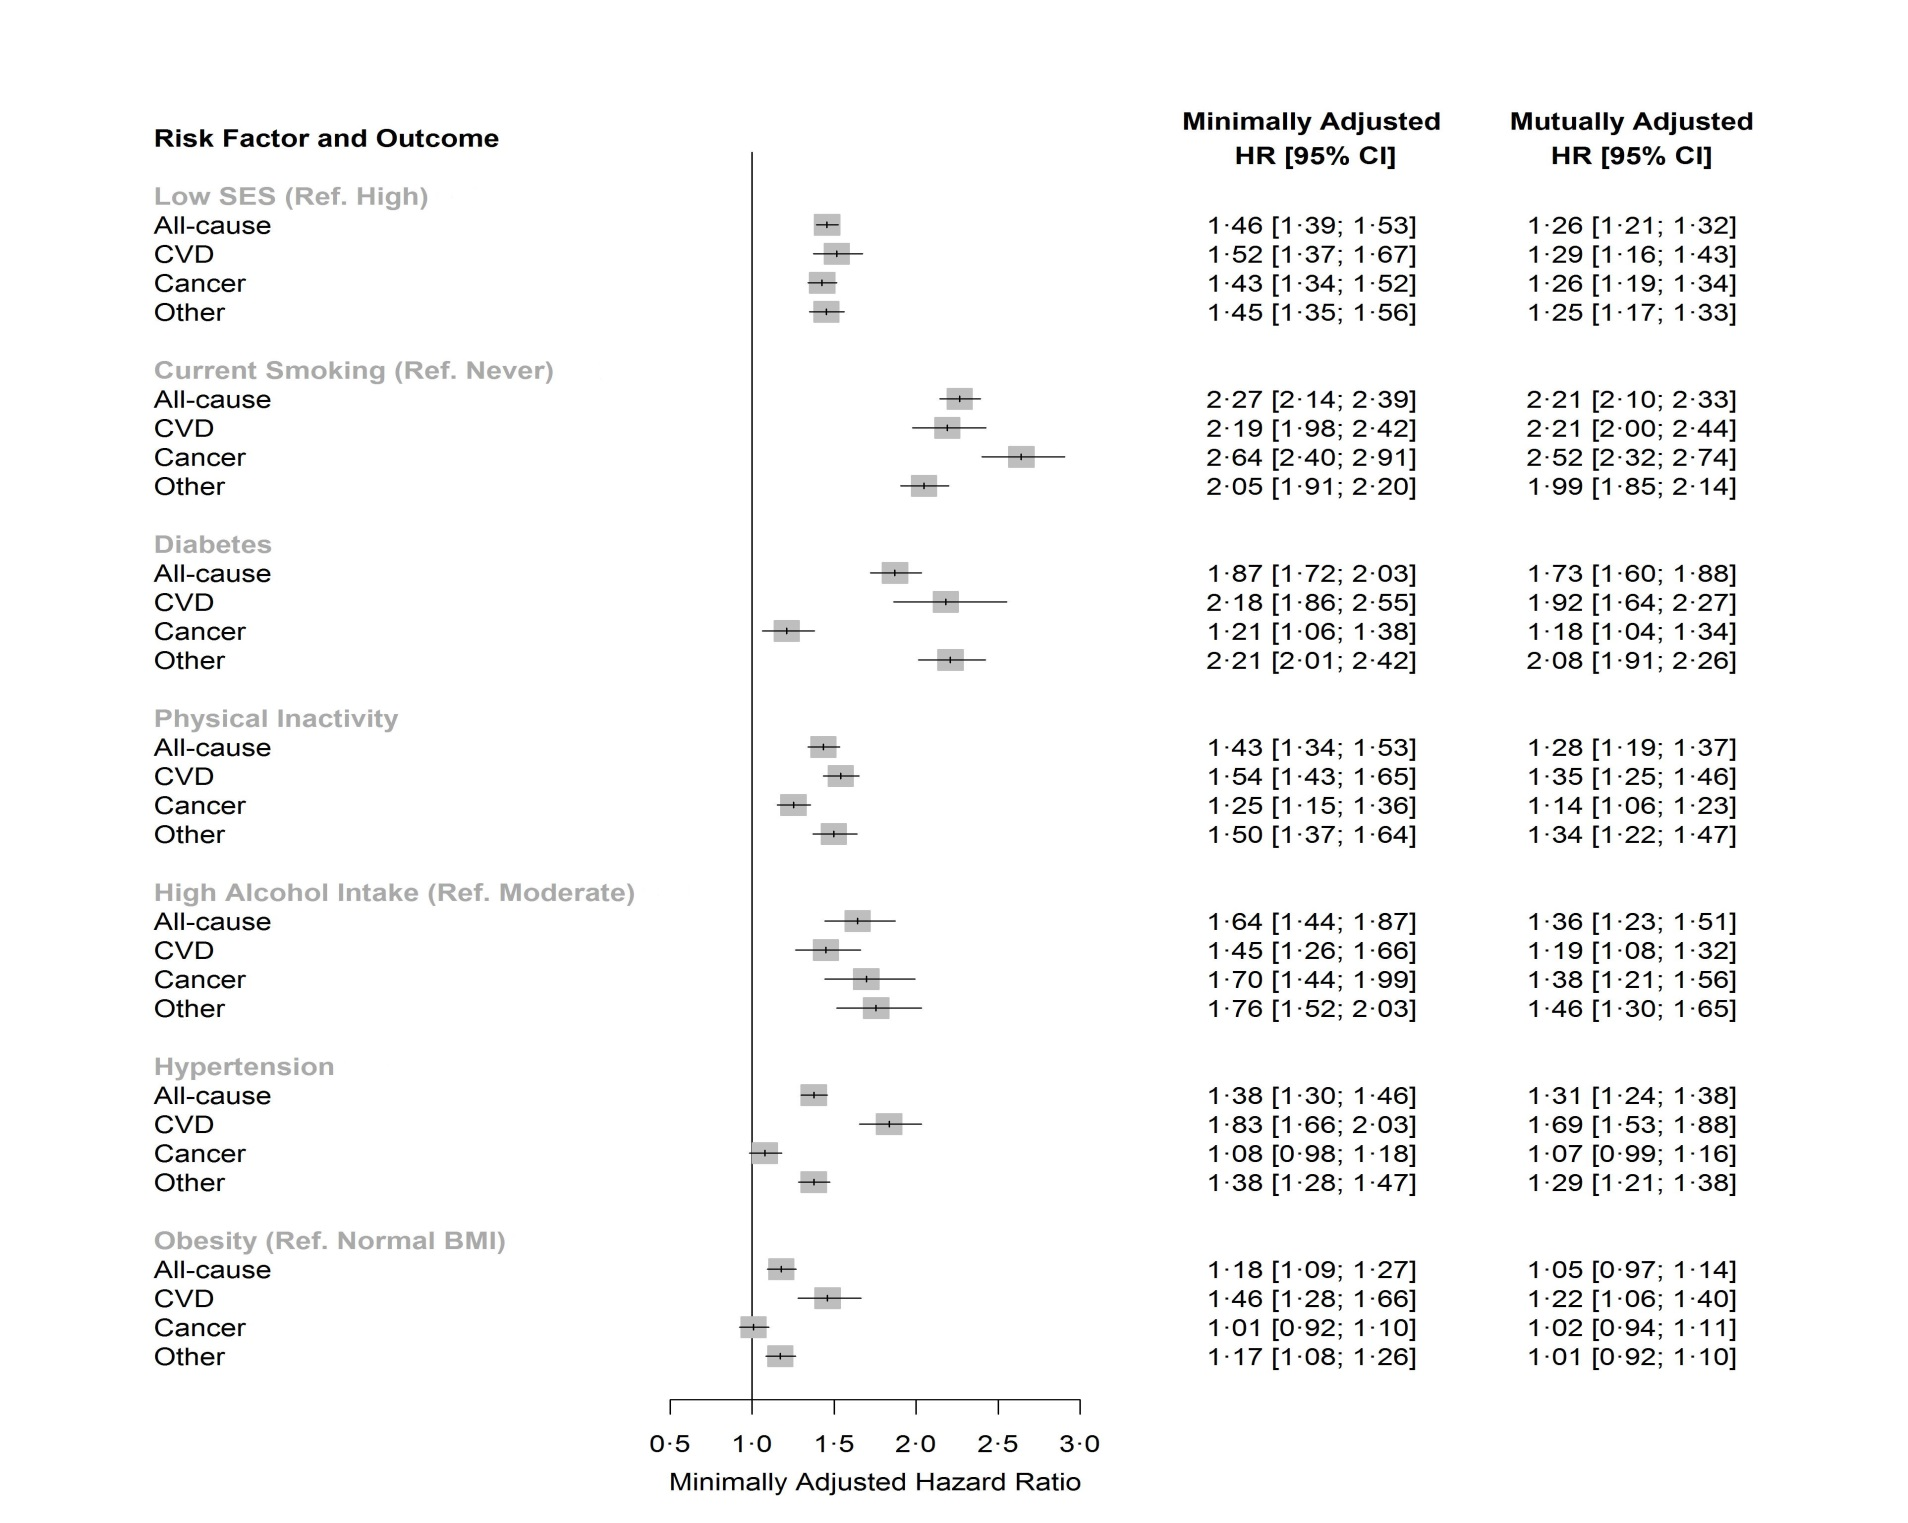 Minimally Adjusted Mutually Adjusted
Risk Factor and Outcome HR [95% CI] HR [95% CI]
Low SES (Ref. High)
All-cause 1·46 [1·39; 1·53] 1·26 [1·21; 1·32]
CVD 1·52 [1·37; 1·67] 1·29 [1·16; 1·43]
Cancer 1·43 [1·34; 1·52] 1·26 [1·19; 1·34]
Other 1·45 [1·35; 1·56] 1·25 [1·17; 1·33]
Current Smoking (Ref. Never)
All-cause 2·27 [2·14; 2·39] 2·21 [2·10; 2·33]
CVD 2·19 [1·98; 2·42] 2·21 [2·00; 2·44]
Cancer 2·64 [2·40; 2·91] 2·52 [2·32; 2·74]
Other 2·05 [1·91; 2·20] 1·99 [1·85; 2·14]
Diabetes
All-cause 1·87 [1·72; 2·03] 1·73 [1·60; 1·88]
CVD 2·18 [1·86; 2·55] 1·92 [1·64; 2·27]
Cancer 1·21 [1·06; 1·38] 1·18 [1·04; 1·34]
Other 2·21 [2·01; 2·42] 2·08 [1·91; 2·26]
Physical Inactivity
All-cause 1·43 [1·34; 1·53] 1·28 [1·19; 1·37]
CVD 1·54 [1·43; 1·65] 1·35 [1·25; 1·46]
Cancer 1·25 [1·15; 1·36] 1·14 [1·06; 1·23]
Other 1·50 [1·37; 1·64] 1·34 [1·22; 1·47]
High Alcohol Intake (Ref. Moderate)
All-cause 1·64 [1·44; 1·87] 1·36 [1·23; 1·51]
CVD 1·45 [1·26; 1·66] 1·19 [1·08; 1·32]
Cancer 1·70 [1·44; 1·99] 1·38 [1·21; 1·56]
Other 1·76 [1·52; 2·03] 1·46 [1·30; 1·65]
Hypertension
All-cause 1·38 [1·30; 1·46] 1·31 [1·24; 1·38]
CVD 1·83 [1·66; 2·03] 1·69 [1·53; 1·88]
Cancer 1·08 [0·98; 1·18] 1·07 [0·99; 1·16]
Other 1·38 [1·28; 1·47] 1·29 [1·21; 1·38]
Obesity (Ref. Normal BMI)
All-cause 1·18 [1·09; 1·27] 1·05 [0·97; 1·14]
CVD 1·46 [1·28; 1·66] 1·22 [1·06; 1·40]
Cancer 1·01 [0·92; 1·10] 1·02 [0·94; 1·11]
Other 1·17 [1·08; 1·26] 1·01 [0·92; 1·10]
0·5 1·0 1·5 2·0 2·5 3·0
Minimally Adjusted Hazard Ratio